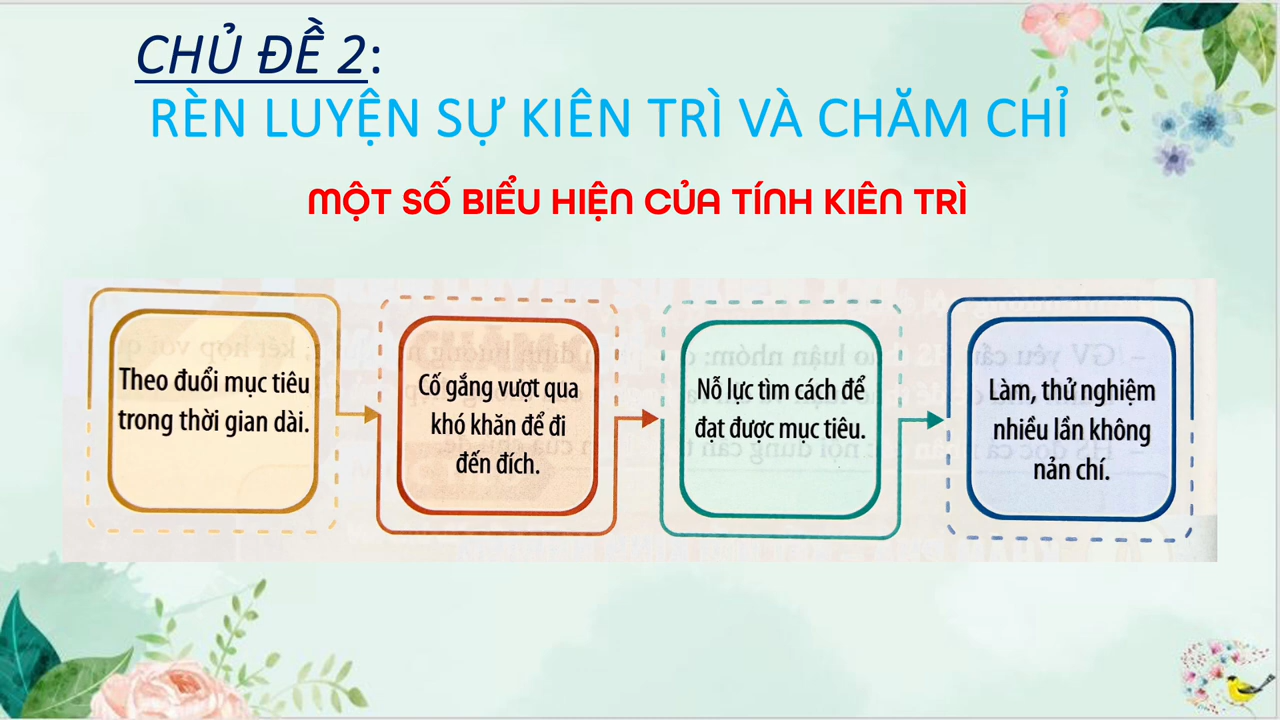 CHỦ ĐỀ 2:
RÈN LUYỆN SỰ KIÊN TRÌ VÀ CHĂM CHỈ
MỘT SỐ BIỂU HIỆN CỦA TÍNH KIÊN TRÌ
Theo đuổi mục tiêu
trong thời gian dài.
Cố gắng vượt qua
khó khăn để đi
đến đích.
Nỗ lực tìm cách để
đạt được mục tiêu.
Làm, thử nghiệm
nhiều lần không
nản chí.